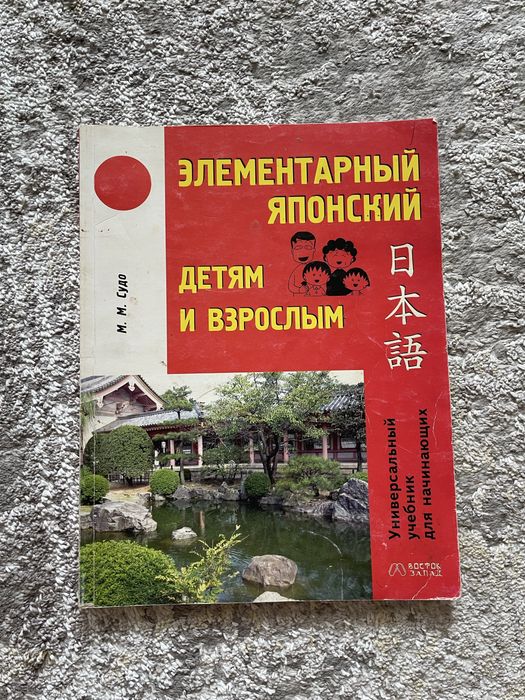 ЭЛЕМЕНТАРНЫЙ
ЯПОНСКИЙ
ДЕТЯМ
И ВЗРОСЛЫМ
日本語
М. М. Судо
Универсальный
учебник
для начинающих
ВОСТОК
ЗАПАД